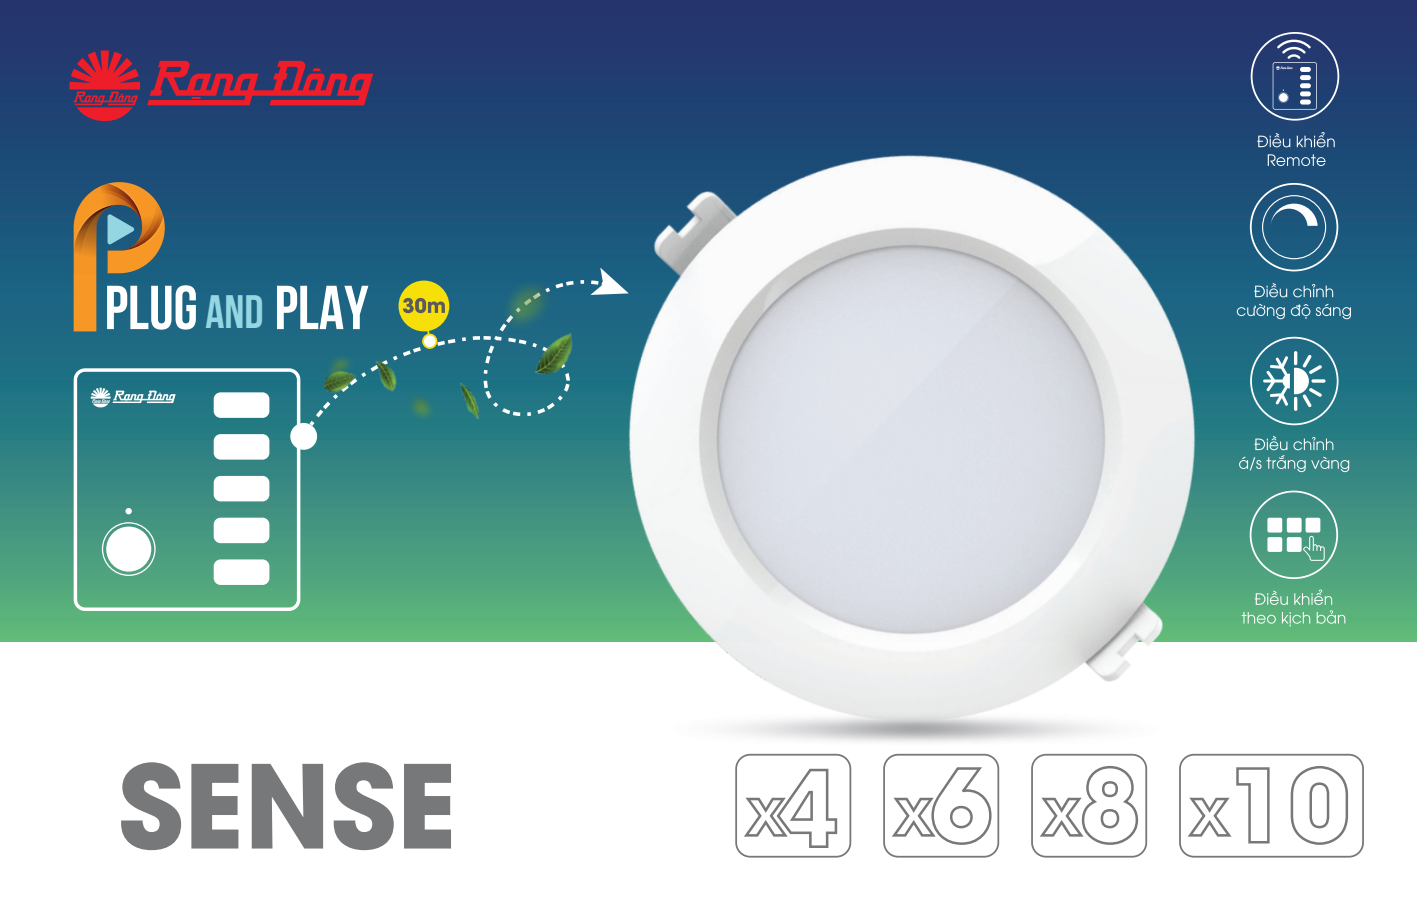 Rạng Đông
Rạng Đông
PLUG AND PLAY
30m
Rạng Đông
Điều khiển
Remote
Điều chỉnh
cường độ sáng
Điều chỉnh
á/s trắng vàng
Điều khiển
theo kịch bản
SENSE
x4
x6
x8
x10